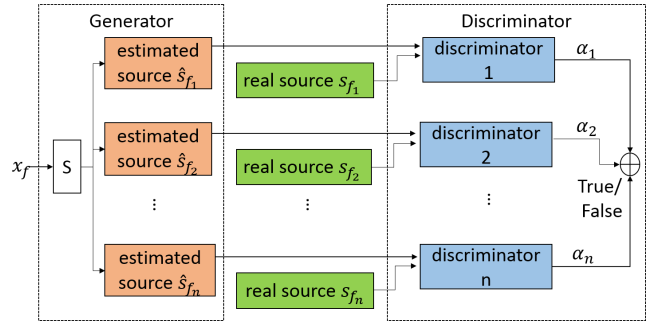 Generator
Discriminator
estimated
source ŝ_{f_1}
real source s_{f_1}
discriminator
1
α_1
x_f
S
estimated
source ŝ_{f_2}
real source s_{f_2}
discriminator
2
α_2
True/
False
...
...
...
estimated
source ŝ_{f_n}
real source s_{f_n}
discriminator
n
α_n